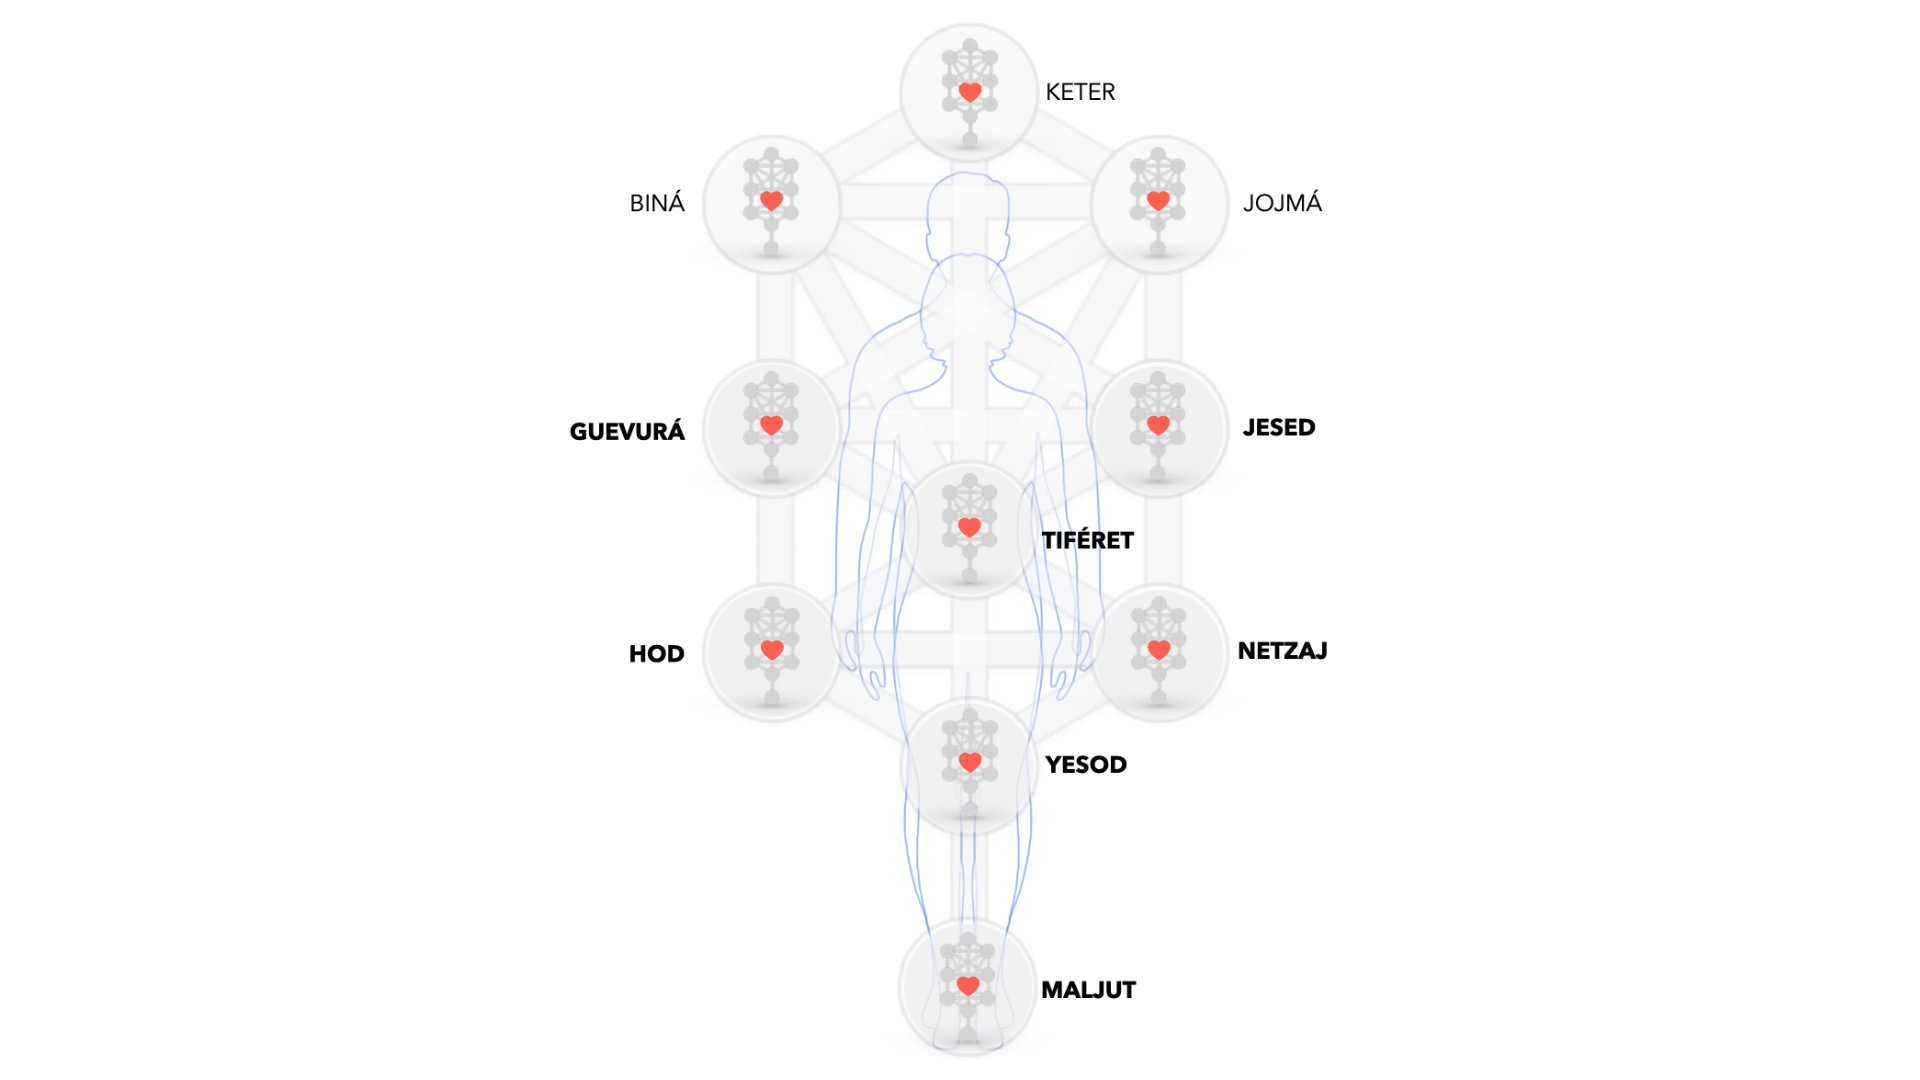 KETER
BINÁ
JOJMÁ
GUEVURÁ
JESED
TIFÉRET
HOD
NETZAJ
YESOD
MALJUT